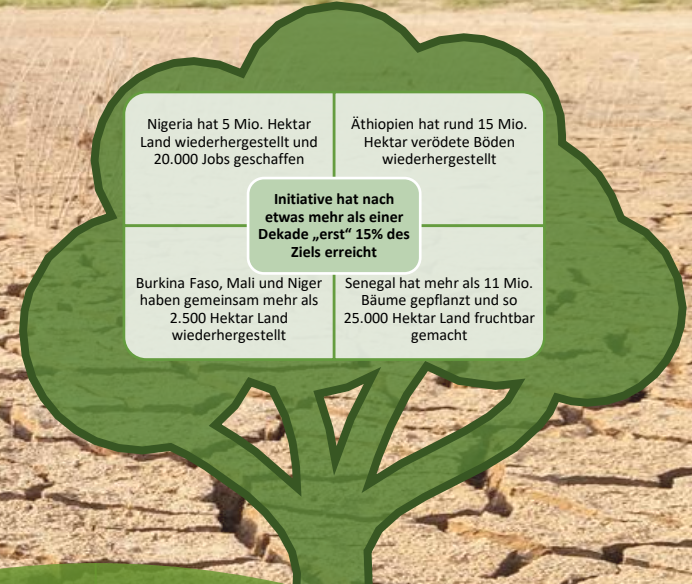 Nigeria hat 5 Mio. Hektar
Land wiederhergestellt und
20.000 Jobs geschaffen
Äthiopien hat rund 15 Mio.
Hektar verödete Böden
wiederhergestellt
Initiative hat nach
etwas mehr als einer
Dekade „erst“ 15% des
Ziels erreicht
Burkina Faso, Mali und Niger
haben gemeinsam mehr als
2.500 Hektar Land
wiederhergestellt
Senegal hat mehr als 11 Mio.
Bäume gepflanzt und so
25.000 Hektar Land fruchtbar
gemacht